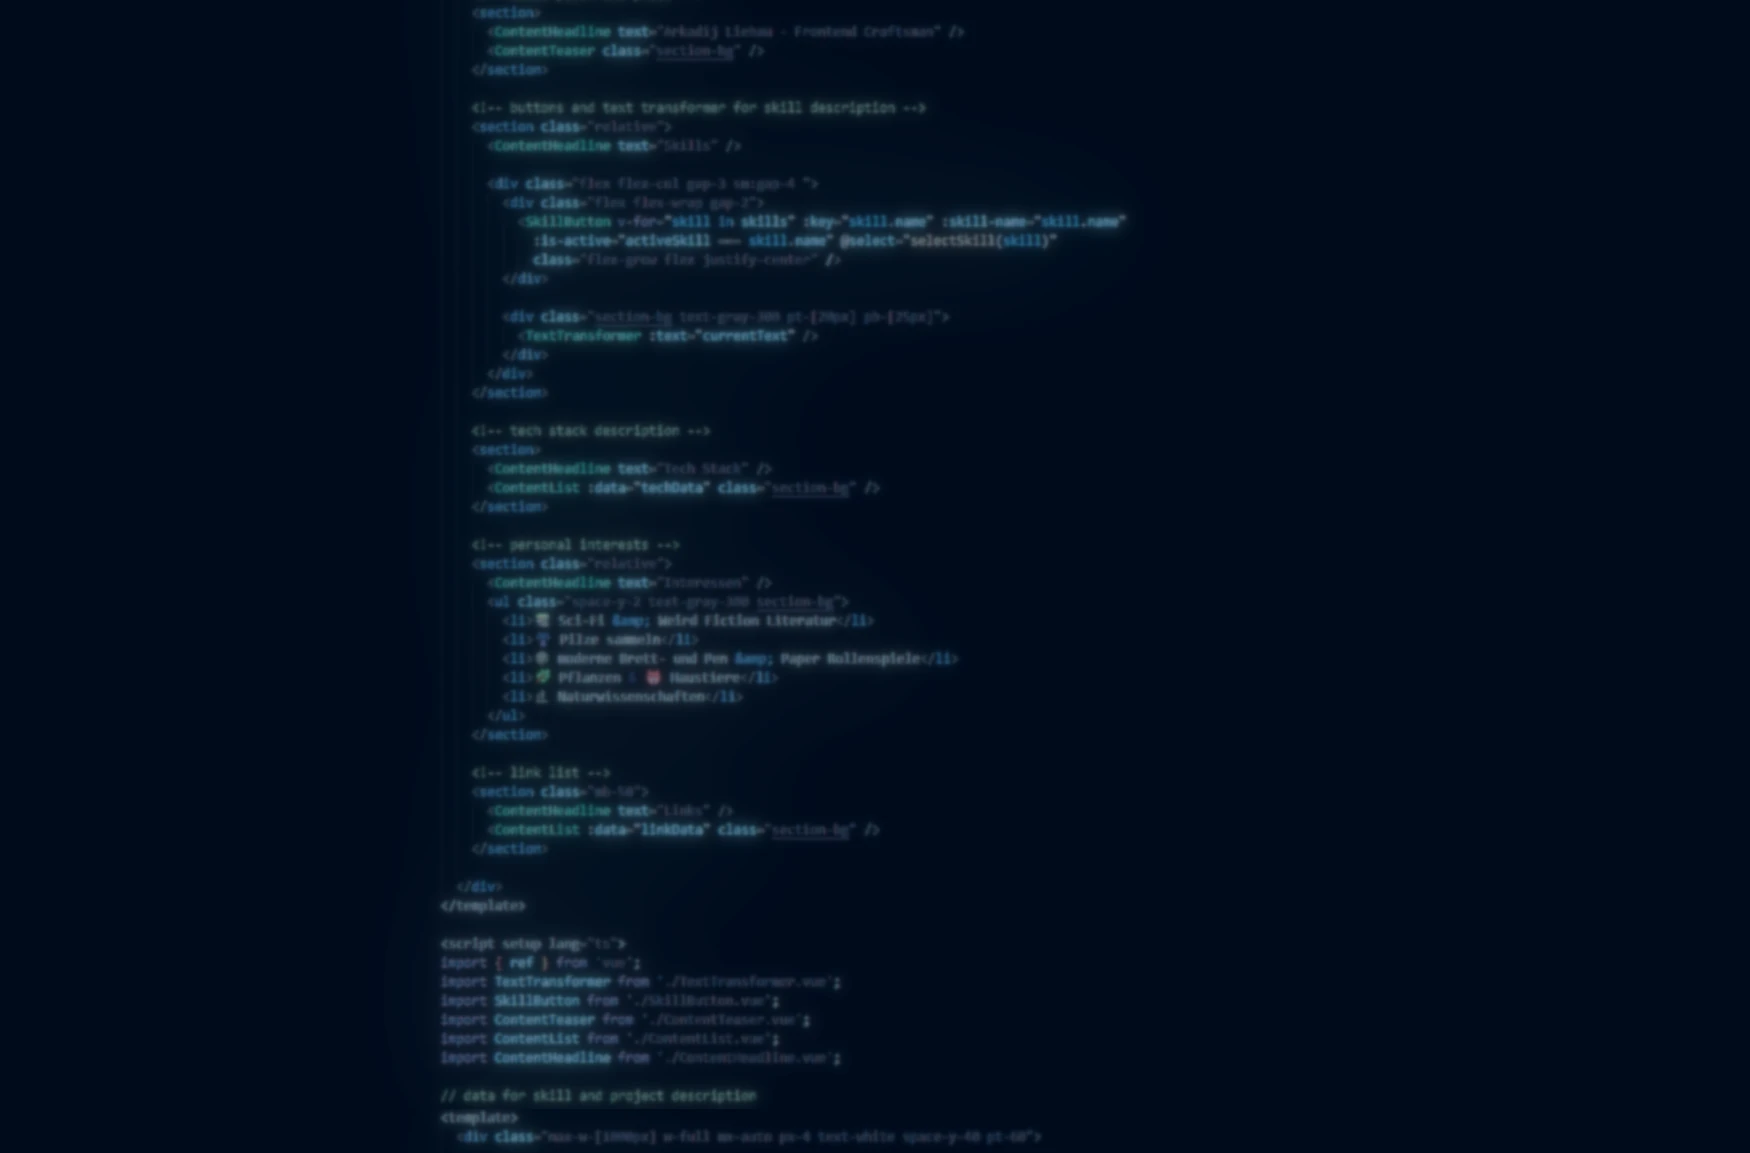 <section>
<ContentHeadline text="Arkadij Liebau - Frontend Craftsman" />
<ContentTeaser class="section-bg" />
</section>
<!-- buttons and text transformer for skill description -->
<section class="relative">
<ContentHeadline text="Skills" />
<div class="flex flex-col gap-3 sm:gap-4 ">
<div class="flex flex-wrap gap-2">
<SkillButton v-for="skill in skills" :key="skill.name" :skill-name="skill.name"
:is-active="activeSkill === skill.name" @select="selectSkill(skill)"
class="flex-grow flex justify-center" />
</div>
<div class="section-bg text-gray-300 pt-[20px] pb-[25px]">
<TextTransformer :text="currentText" />
</div>
</div>
</section>
<!-- tech stack description -->
<section>
<ContentHeadline text="Tech Stack" />
<ContentList :data="techData" class="section-bg" />
</section>
<!-- personal interests -->
<section class="relative">
<ContentHeadline text="Interessen" />
<ul class="space-y-2 text-gray-300 section-bg">
<li> Sci-Fi &amp; Weird Fiction Literatur</li>
<li> Pilze sammeln</li>
<li> moderne Brett- und Pen &amp; Paper Rollenspiele</li>
<li> Pflanzen & Haustiere</li>
<li> Naturwissenschaften</li>
</ul>
</section>
<!-- link list -->
<section class="mb-50">
<ContentHeadline text="Links" />
<ContentList :data="linkData" class="section-bg" />
</section>
</div>
</template>
<script setup lang="ts">
import { ref } from 'vue';
import TextTransformer from './TextTransformer.vue';
import SkillButton from './SkillButton.vue';
import ContentTeaser from './ContentTeaser.vue';
import ContentList from './ContentList.vue';
import ContentHeadline from './ContentHeadline.vue';
// data for skill and project description
<template>
<div class="max-w-[1000px] w-full mx-auto px-4 text-white space-y-40 pt-60">